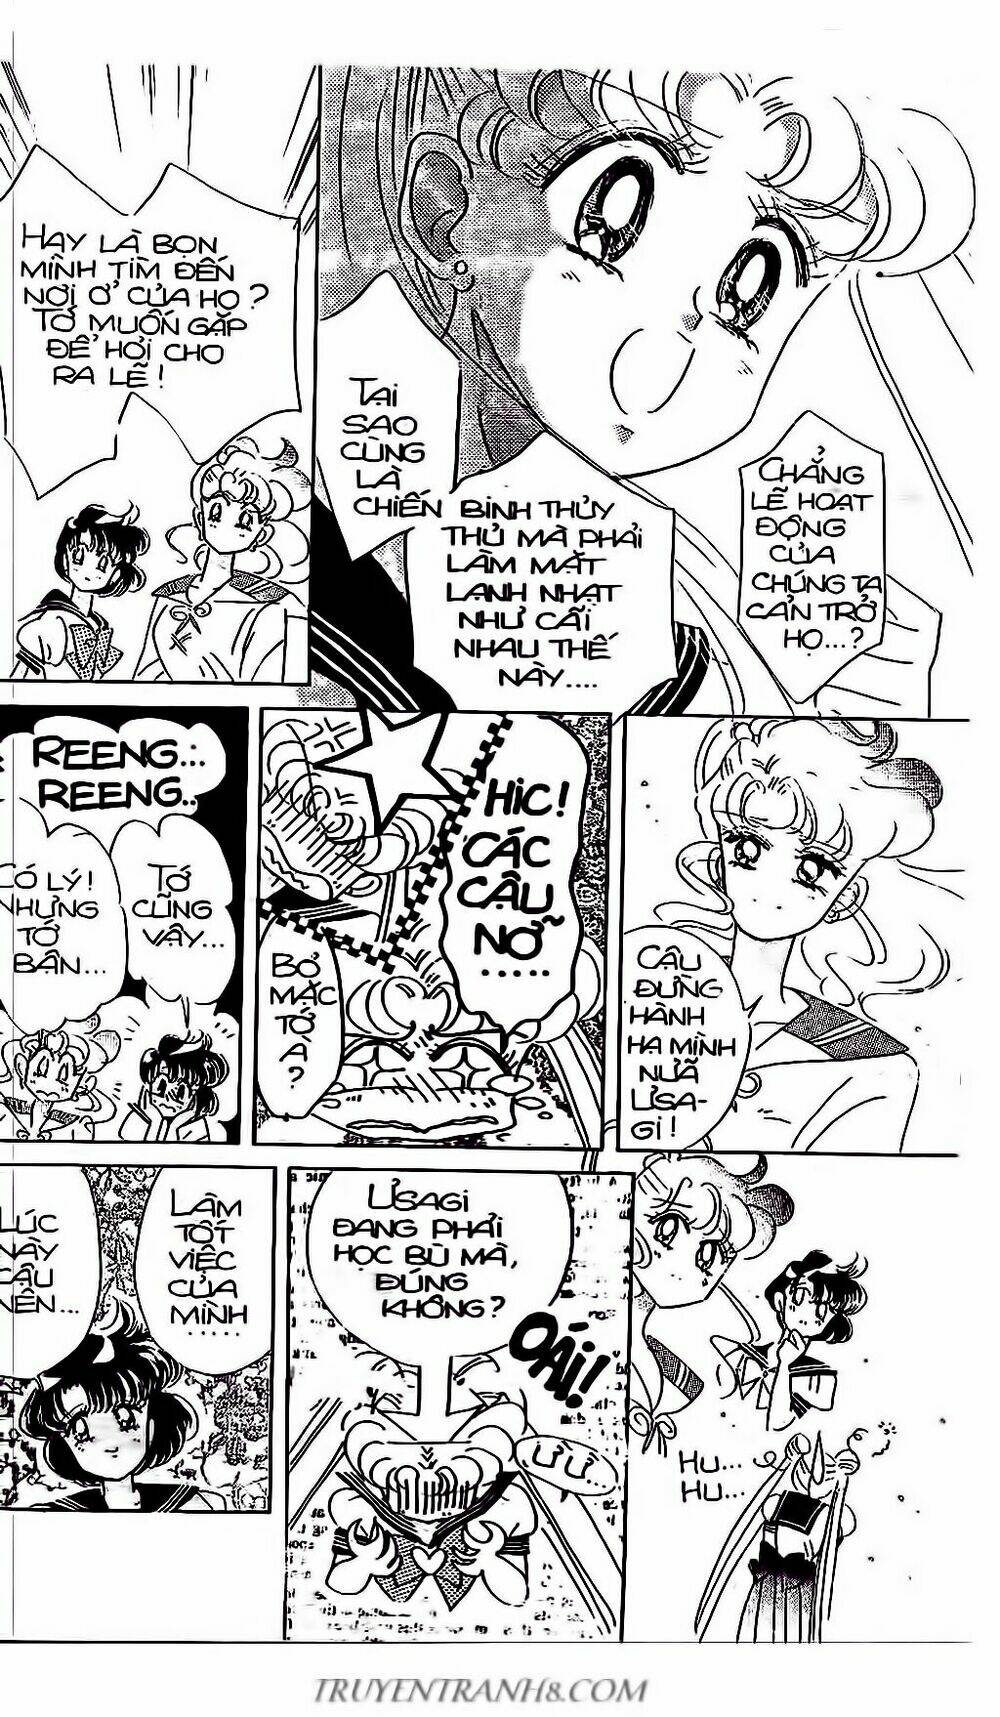 CHẲNG
LẼ HOẠT
ĐỘNG
CỦA
CHÚNG TA
CẢN TRỞ
HỌ...?
TẠI
SAO
CÙNG
LÀ
CHIẾN BINH THỦY
THỦ MÀ PHẢI
LÀM MẶT
LẠNH NHẠT
NHƯ CÃI
NHAU THẾ
NÀY....
HAY LÀ BỌN
MÌNH TÌM ĐẾN
NƠI Ở CỦA HỌ?
TỚ MUỐN GẶP
ĐỂ HỎI CHO
RA LẼ!
CẬU
ĐỪNG
HÀNH
HẠ MÌNH
NỮA
USA-
GI!
HIC!
CÁC
CẬU
NỠ
.....
BỎ
MẶC
TỚ
À?
REENG...
REENG..
TỚ
CŨNG
VẬY...
CÓ LÝ!
NHƯNG
TỚ
BẬN...
HU...
HU...
USAGI
ĐANG PHẢI
HỌC BÙ MÀ,
ĐÚNG
KHÔNG?
OÁI!
Ừ Ừ...
LÀM
TỐT
VIỆC
CỦA
MÌNH
.....
LÚC
NÀY
CẬU
NÊN...
TRUYENTRANH8.COM